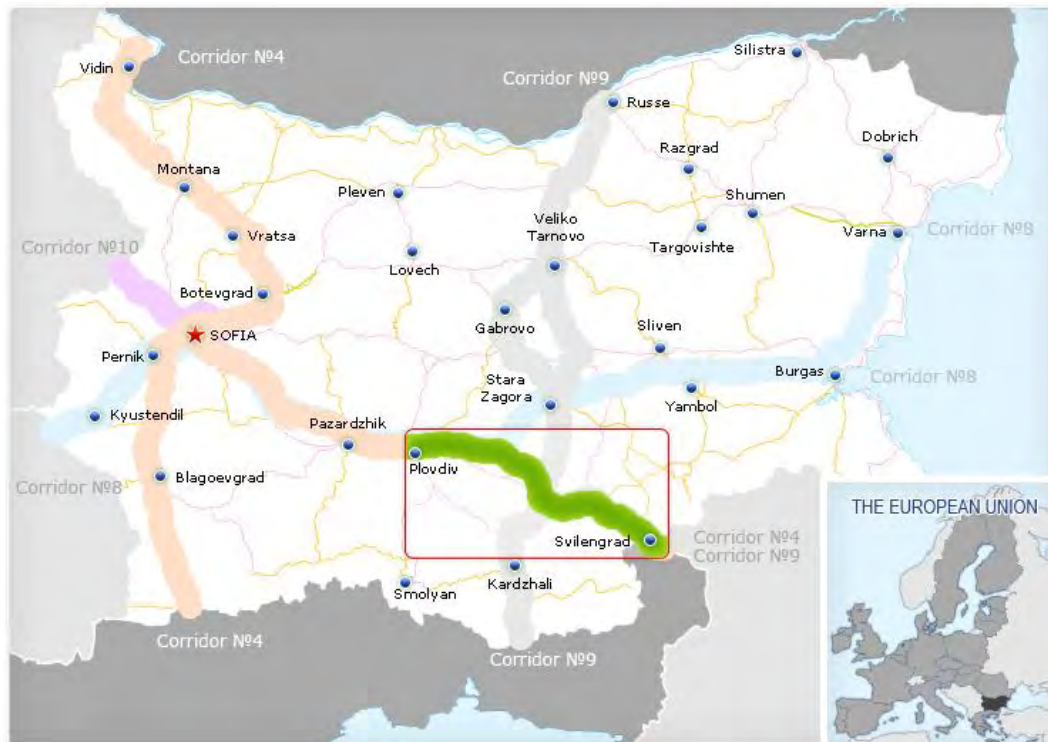 Corridor №4
Silistra
Vidin
Corridor №9
Russe
Dobrich
Razgrad
Montana
Pleven
Shumen
Veliko
Tarnovo
Corridor №8
Vratsa
Targovishte
Varna
Corridor №10
Lovech
Botevgrad
Gabrovo
Sliven
SOFIA
Pernik
Stara
Zagora
Burgas
Corridor №8
Yambol
Kyustendil
Pazardzhik
Plovdiv
Corridor №8
Blagoevgrad
THE EUROPEAN UNION
Svilengrad
Corridor №4
Corridor №9
Kardzhali
Smolyan
Corridor №4
Corridor №9